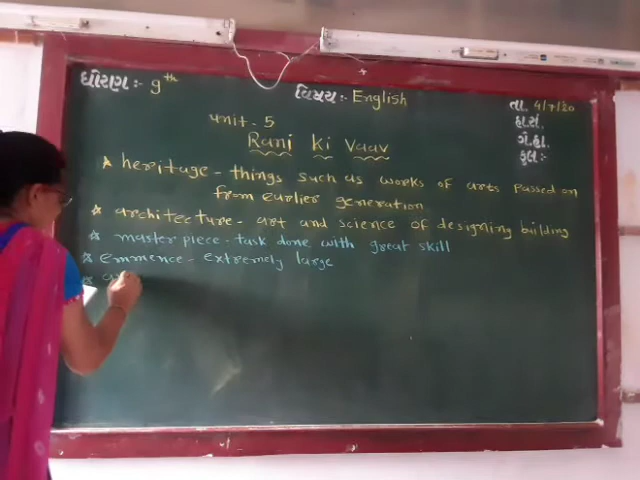 ધોરણ :- 9th
વિષય :- English
તા. 4/7/20
હા.સં.
ગે.હા.
કુલ :-
unit - 5
Rani ki Vaav
* heritage - things such as works of arts passed on
from earlier generation
* architecture - art and science of designing building
* master piece - task done with great skill
* emmence - extremely large
*